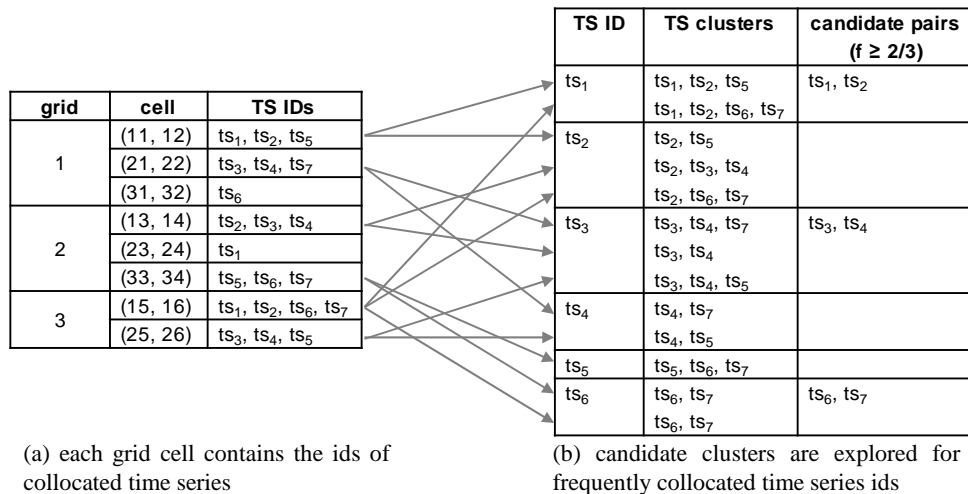 grid cell TS IDs
1
(11, 12) ts₁, ts₂, ts₅
(21, 22) ts₃, ts₄, ts₇
(31, 32) ts₆
2
(13, 14) ts₂, ts₃, ts₄
(23, 24) ts₁
(33, 34) ts₅, ts₆, ts₇
3
(15, 16) ts₁, ts₂, ts₆, ts₇
(25, 26) ts₃, ts₄, ts₅
(a) each grid cell contains the ids of
collocated time series
TS ID TS clusters candidate pairs
(f ≥ 2/3)
ts₁ ts₁, ts₂, ts₅ ts₁, ts₂
ts₁, ts₂, ts₆, ts₇
ts₂ ts₂, ts₅
ts₂, ts₃, ts₄
ts₂, ts₆, ts₇
ts₃ ts₃, ts₄, ts₇ ts₃, ts₄
ts₃, ts₄
ts₃, ts₄, ts₅
ts₄ ts₄, ts₇
ts₄, ts₅
ts₅ ts₅, ts₆, ts₇
ts₆ ts₆, ts₇ ts₆, ts₇
ts₆, ts₇
(b) candidate clusters are explored for
frequently collocated time series ids